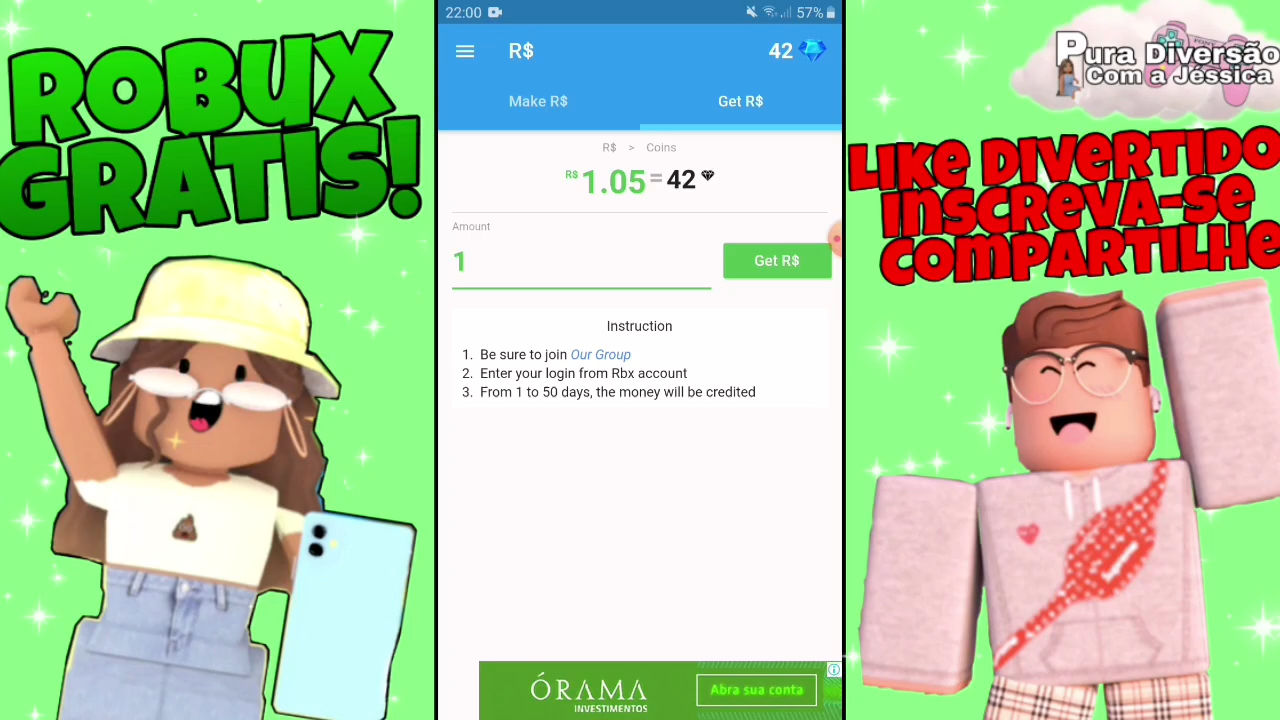 ROBUX
GRÁTIS!
22:00
57%
R$
42
Make R$
Get R$
R$ > Coins
R$ 1.05 = 42
Amount
1
Get R$
Instruction
1. Be sure to join Our Group
2. Enter your login from Rbx account
3. From 1 to 50 days, the money will be credited
ÓRAMA
INVESTIMENTOS
Abra sua conta
Pura Diversão
Com a Jéssica
LIKE DIVERTIDO
INSCREVA-SE
COMPARTILHE